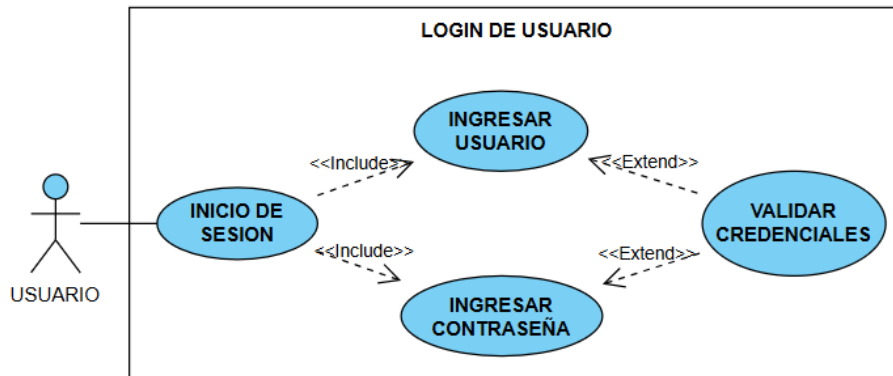 LOGIN DE USUARIO
INGRESAR
USUARIO
<<Include>>
<<Extend>>
INICIO DE
SESION
VALIDAR
CREDENCIALES
<<Include>>
<<Extend>>
USUARIO
INGRESAR
CONTRASEÑA